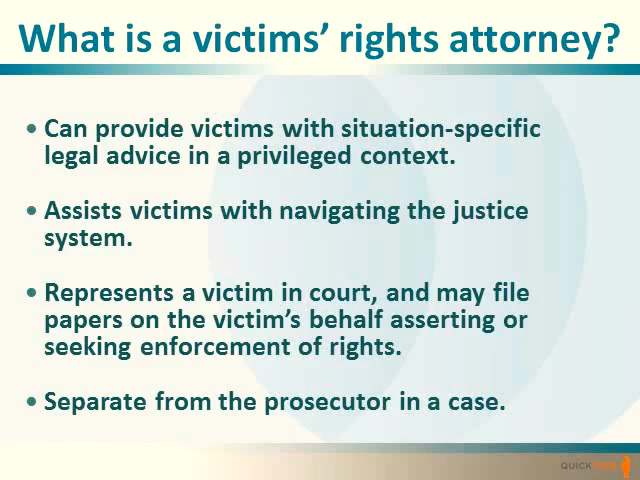 What is a victims’ rights attorney?
• Can provide victims with situation-specific
legal advice in a privileged context.
• Assists victims with navigating the justice
system.
• Represents a victim in court, and may file
papers on the victim’s behalf asserting or
seeking enforcement of rights.
• Separate from the prosecutor in a case.
QUICK